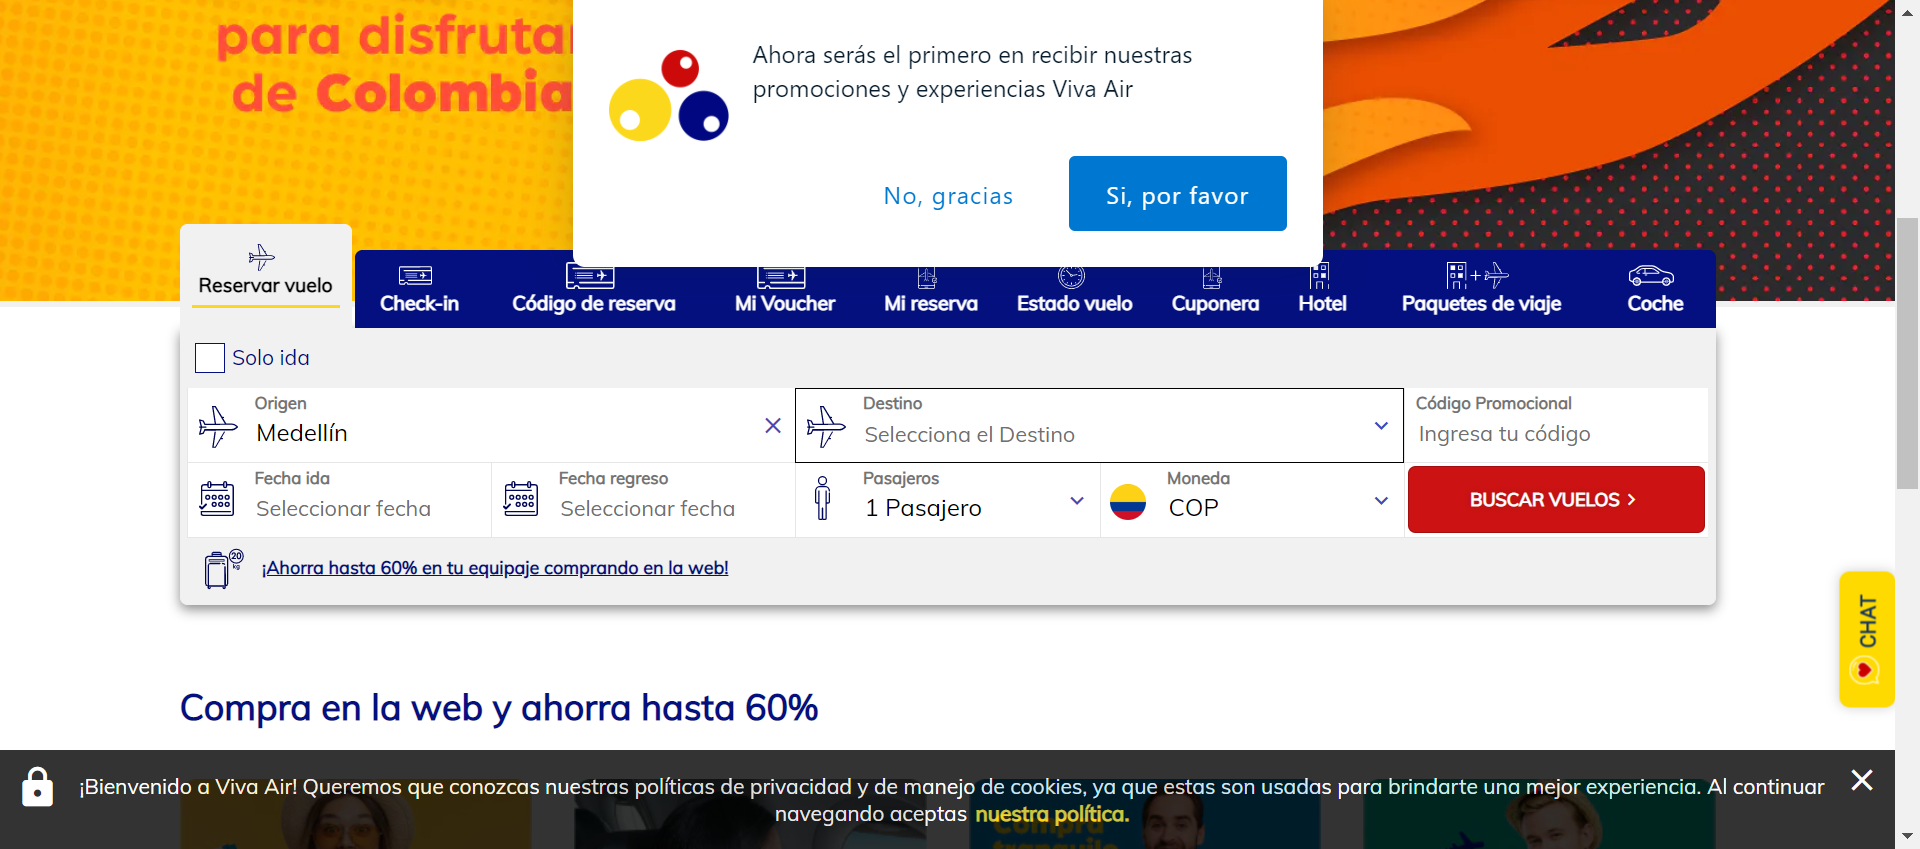 para disfruta
de Colombia
Ahora serás el primero en recibir nuestras
promociones y experiencias Viva Air
No, gracias
Si, por favor
Reservar vuelo
Check-in
Código de reserva
Mi Voucher
Mi reserva
Estado vuelo
Cuponera
Hotel
Paquetes de viaje
Coche
Solo ida
Origen
Medellín
Destino
Selecciona el Destino
Código Promocional
Ingresa tu código
Fecha ida
Seleccionar fecha
Fecha regreso
Seleccionar fecha
Pasajeros
1 Pasajero
Moneda
COP
BUSCAR VUELOS
20
kg
¡Ahorra hasta 60% en tu equipaje comprando en la web!
CHAT
Compra en la web y ahorra hasta 60%
¡Bienvenido a Viva Air! Queremos que conozcas nuestras políticas de privacidad y de manejo de cookies, ya que estas son usadas para brindarte una mejor experiencia. Al continuar
navegando aceptas nuestra política.
Compra
tranquilo